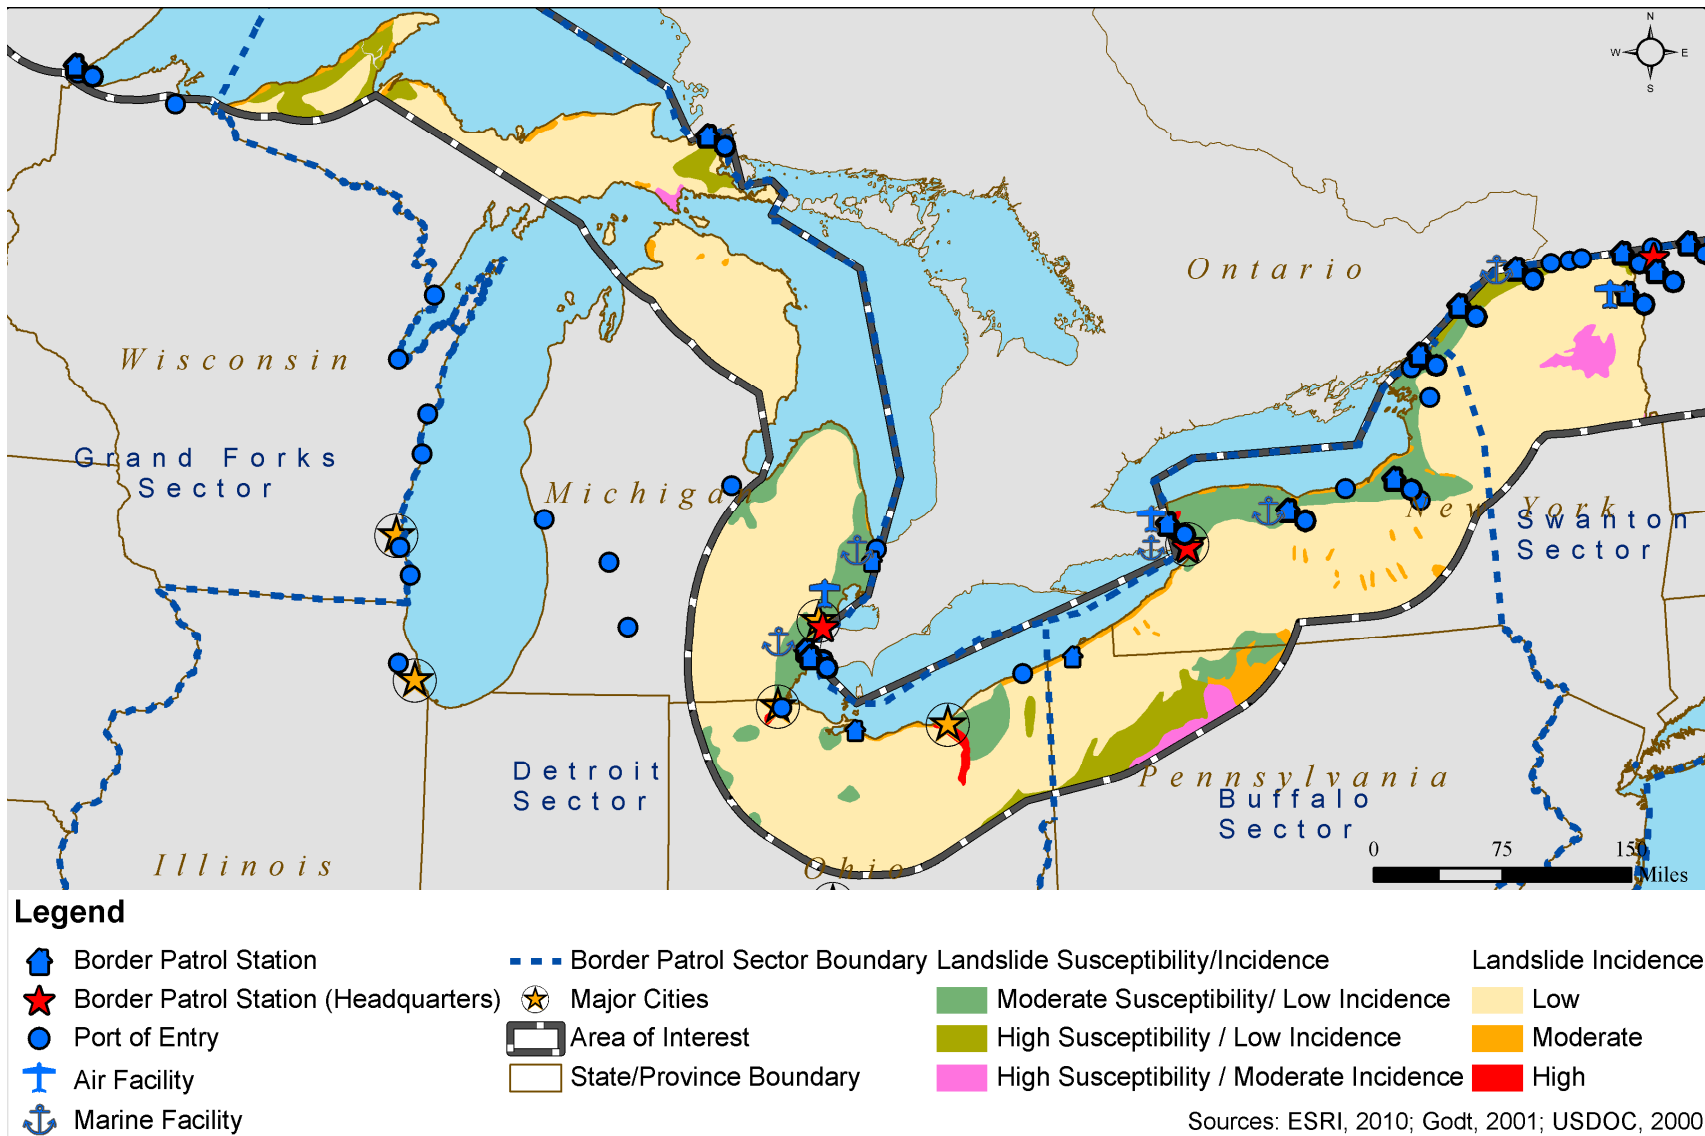 N
W E
S
Ontario
Wisconsin
Grand Forks
Sector
Michigan
New York
Swanton
Sector
Detroit
Sector
Pennsylvania
Buffalo
Sector
Illinois
Ohio
0 75 150
Miles
Legend
Border Patrol Station
Border Patrol Station (Headquarters)
Port of Entry
Air Facility
Marine Facility
Border Patrol Sector Boundary
Major Cities
Area of Interest
State/Province Boundary
Landslide Susceptibility/Incidence
Moderate Susceptibility/ Low Incidence
High Susceptibility / Low Incidence
High Susceptibility / Moderate Incidence
Landslide Incidence
Low
Moderate
High
Sources: ESRI, 2010; Godt, 2001; USDOC, 2000